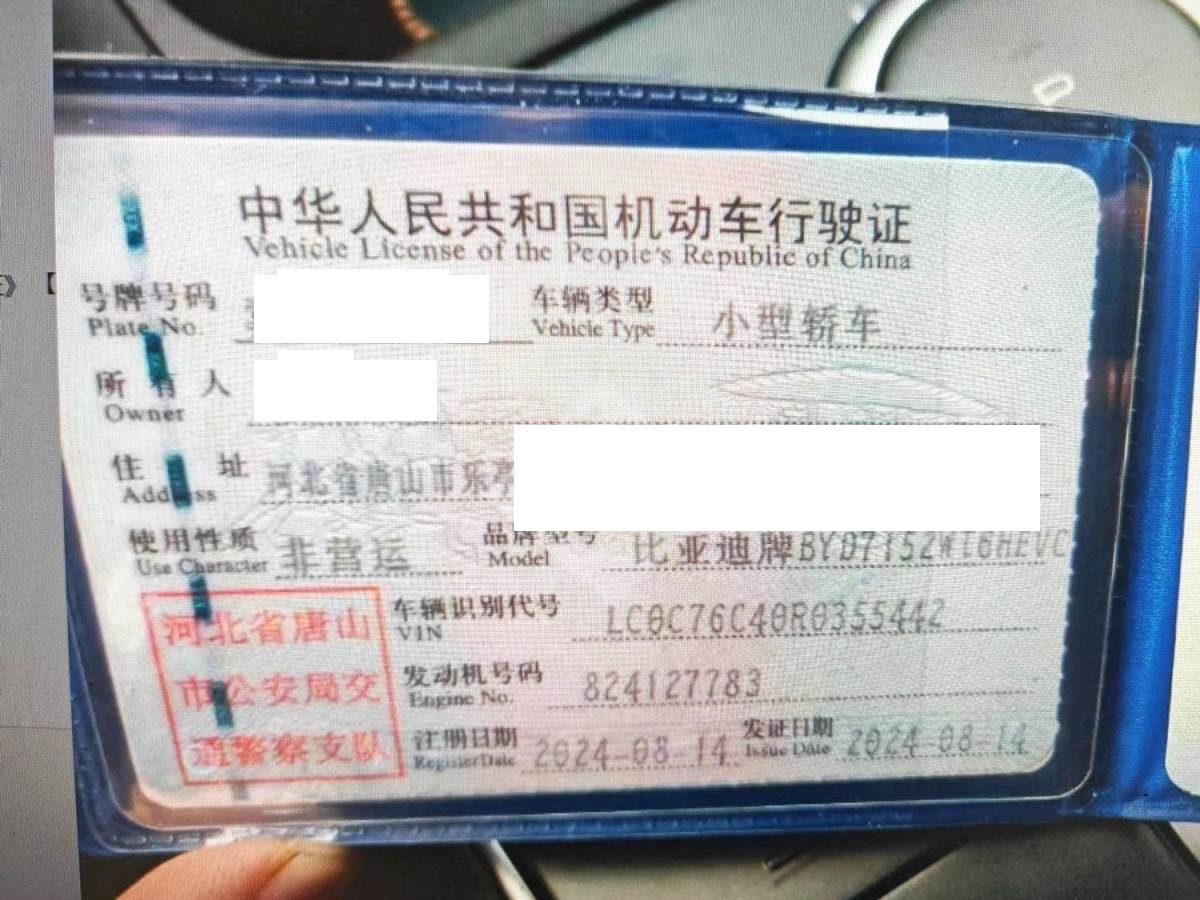 中华人民共和国机动车行驶证
Vehicle License of the People's Republic of China
号牌号码 车辆类型 小型轿车
Plate No. Vehicle Type
所有人
Owner
住址 河北省唐山市乐亭
Address
使用性质 非营运 品牌型号 比亚迪牌BYD7152WT6HEVC
Use Character Model
河北省唐山
市公安局交
通警察支队
车辆识别代号 LC0C76C40R0355442
VIN
发动机号码 824127783
Engine No.
注册日期 2024-08-14 发证日期 2024-08-14
Register Date Issue Date